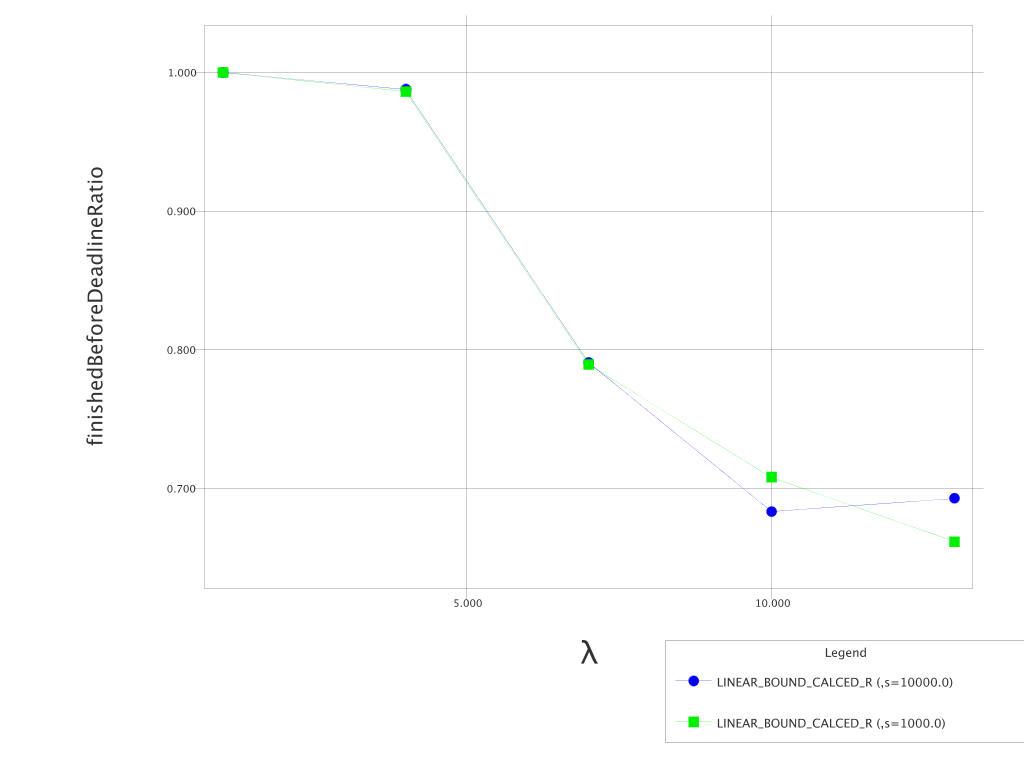 1.000
0.900
0.800
0.700
finishedBeforeDeadlineRatio
5.000
10.000
λ
Legend
LINEAR_BOUND_CALCED_R (,s=10000.0)
LINEAR_BOUND_CALCED_R (,s=1000.0)